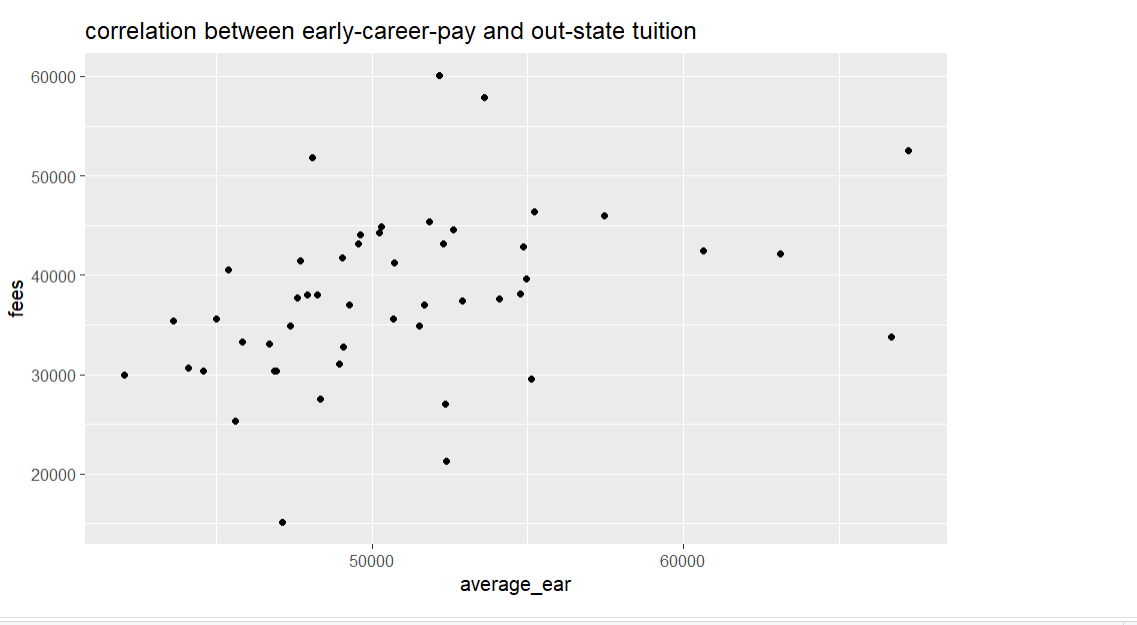 correlation between early-career-pay and out-state tuition
60000
50000
40000
30000
20000
fees
50000 60000
average_ear